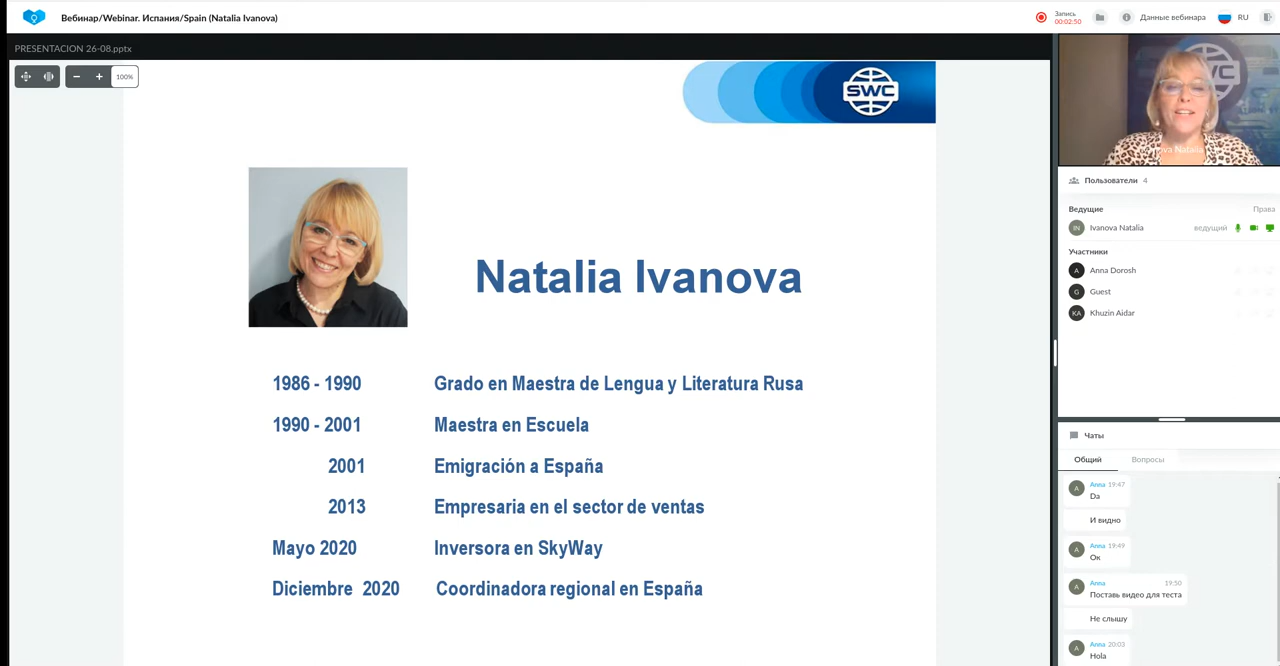 Вебинар/Webinar. Испания/Spain (Natalia Ivanova)
Запись
00:02:50
Данные вебинара
RU
PRESENTACION 26-08.pptx
100%
SWC
Natalia Ivanova
1986 - 1990 Grado en Maestra de Lengua y Literatura Rusa
1990 - 2001 Maestra en Escuela
2001 Emigración a España
2013 Empresaria en el sector de ventas
Mayo 2020 Inversora en SkyWay
Diciembre 2020 Coordinadora regional en España
Natalia
Пользователи 4
Ведущие Права
IN Ivanova Natalia ведущий
Участники
A Anna Dorosh
G Guest
KA Khuzin Aidar
Чаты
Общий Вопросы
A Anna 19:47
Da
И видно
A Anna 19:49
Ок
A Anna 19:50
Поставь видео для теста
Не слышу
A Anna 20:03
Hola